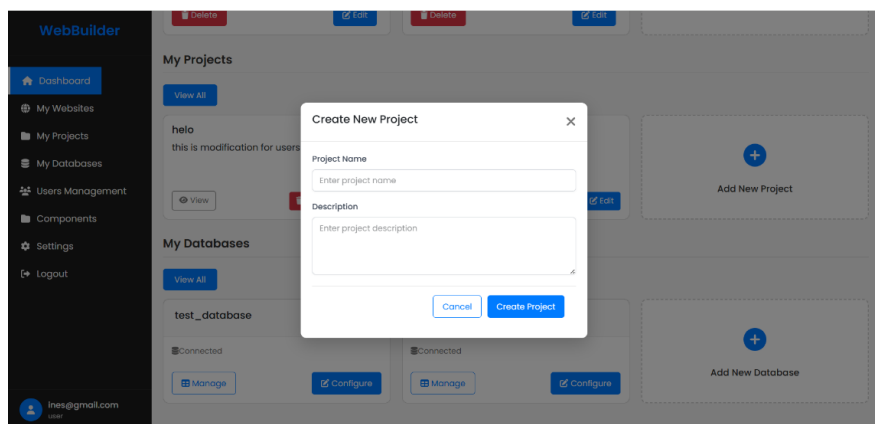 WebBuilder
Dashboard
My Websites
My Projects
My Databases
Users Management
Components
Settings
Logout
ines@gmail.com
user
Delete
Edit
Delete
Edit
My Projects
View All
helo
this is modification for users
View
Edit
Add New Project
My Databases
View All
test_database
Connected
Manage
Configure
Connected
Manage
Configure
Add New Database
Create New Project
Project Name
Enter project name
Description
Enter project description
Cancel
Create Project